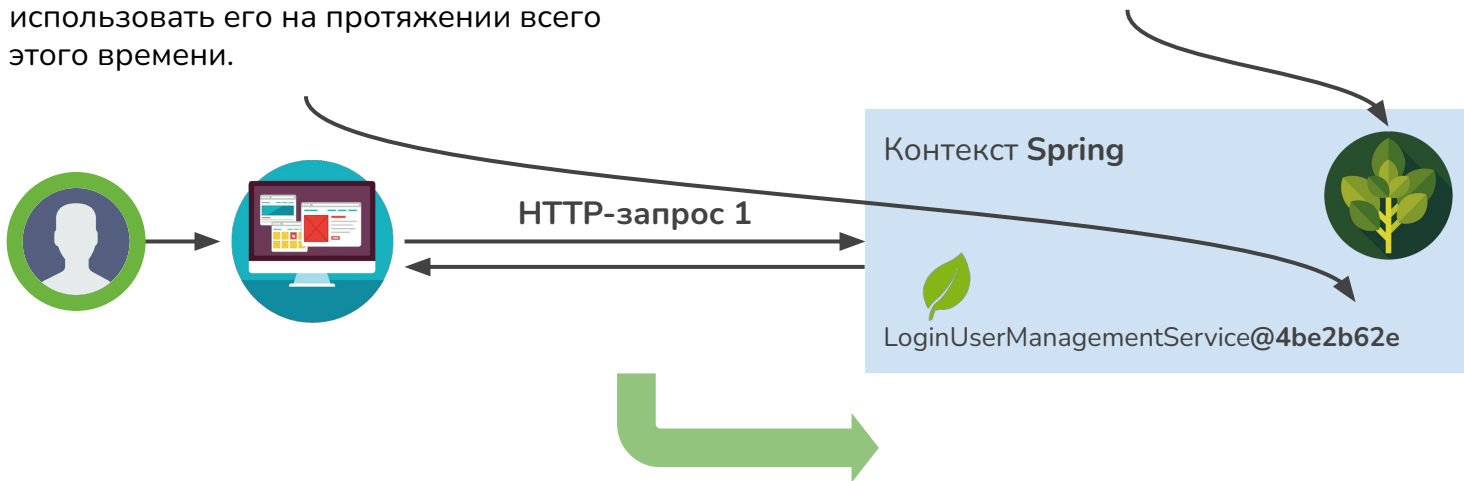 использовать его на протяжении всего
этого времени.
Контекст Spring
HTTP-запрос 1
LoginUserManagementService@4be2b62e